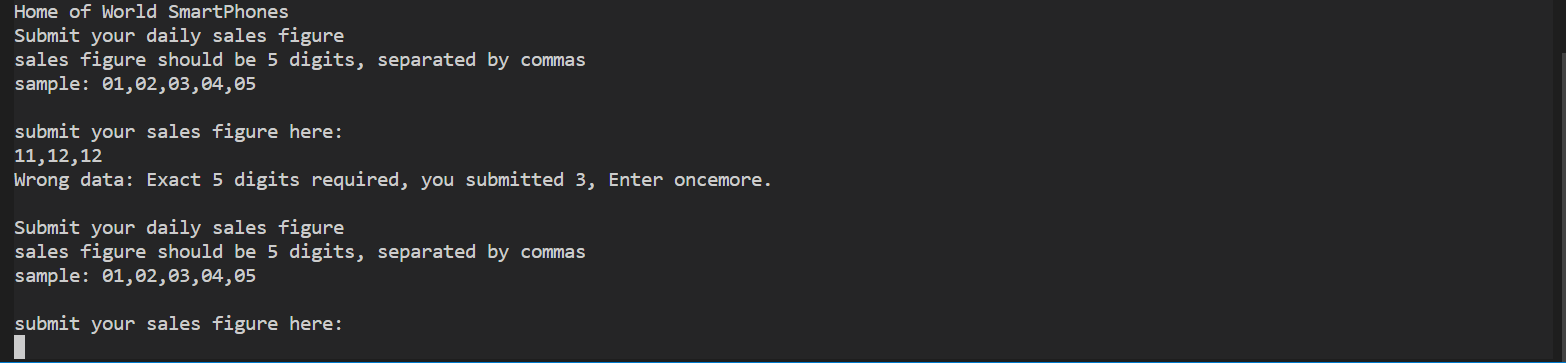 Home of World SmartPhones
Submit your daily sales figure
sales figure should be 5 digits, separated by commas
sample: 01,02,03,04,05
submit your sales figure here:
11,12,12
Wrong data: Exact 5 digits required, you submitted 3, Enter oncemore.
Submit your daily sales figure
sales figure should be 5 digits, separated by commas
sample: 01,02,03,04,05
submit your sales figure here: